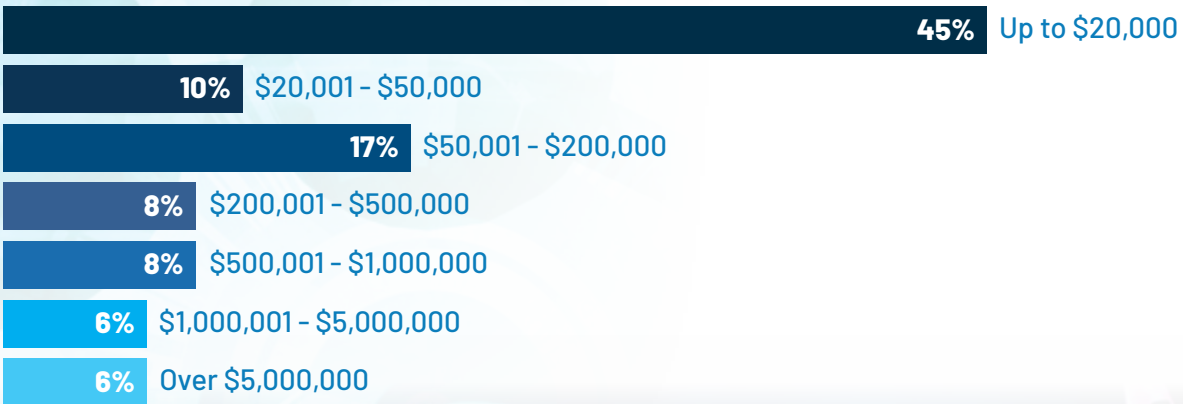 45% Up to $20,000
10% $20,001 - $50,000
17% $50,001 - $200,000
8% $200,001 - $500,000
8% $500,001 - $1,000,000
6% $1,000,001 - $5,000,000
6% Over $5,000,000